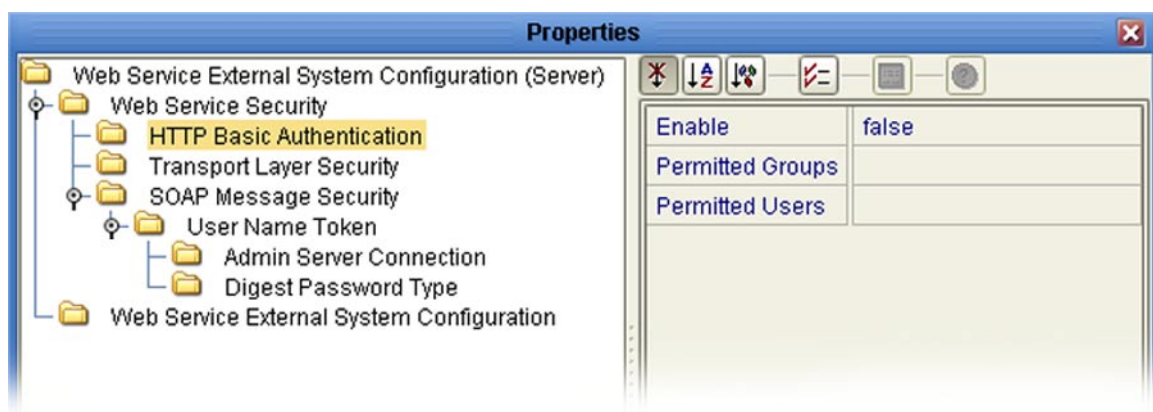 Properties
Web Service External System Configuration (Server)
Web Service Security
HTTP Basic Authentication
Transport Layer Security
SOAP Message Security
User Name Token
Admin Server Connection
Digest Password Type
Web Service External System Configuration
Enable false
Permitted Groups
Permitted Users